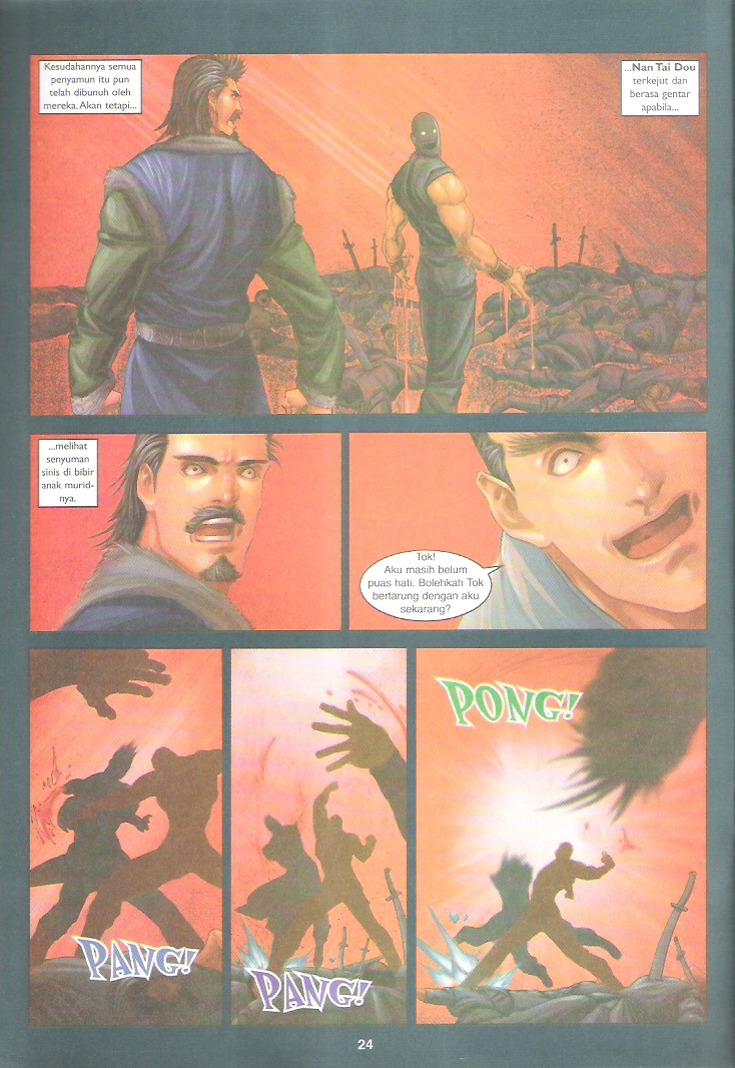 Kesudahannya semua
penyamun itu pun
telah dibunuh oleh
mereka. Akan tetapi...
...Nan Tai Dou
terkejut dan
berasa gentar
apabila...
...melihat
senyuman
sinis di bibir
anak murid-
nya.
Tok!
Aku masih belum
puas hati. Bolehkah Tok
bertarung dengan aku
sekarang?
PANG!
PANG!
PONG!
24